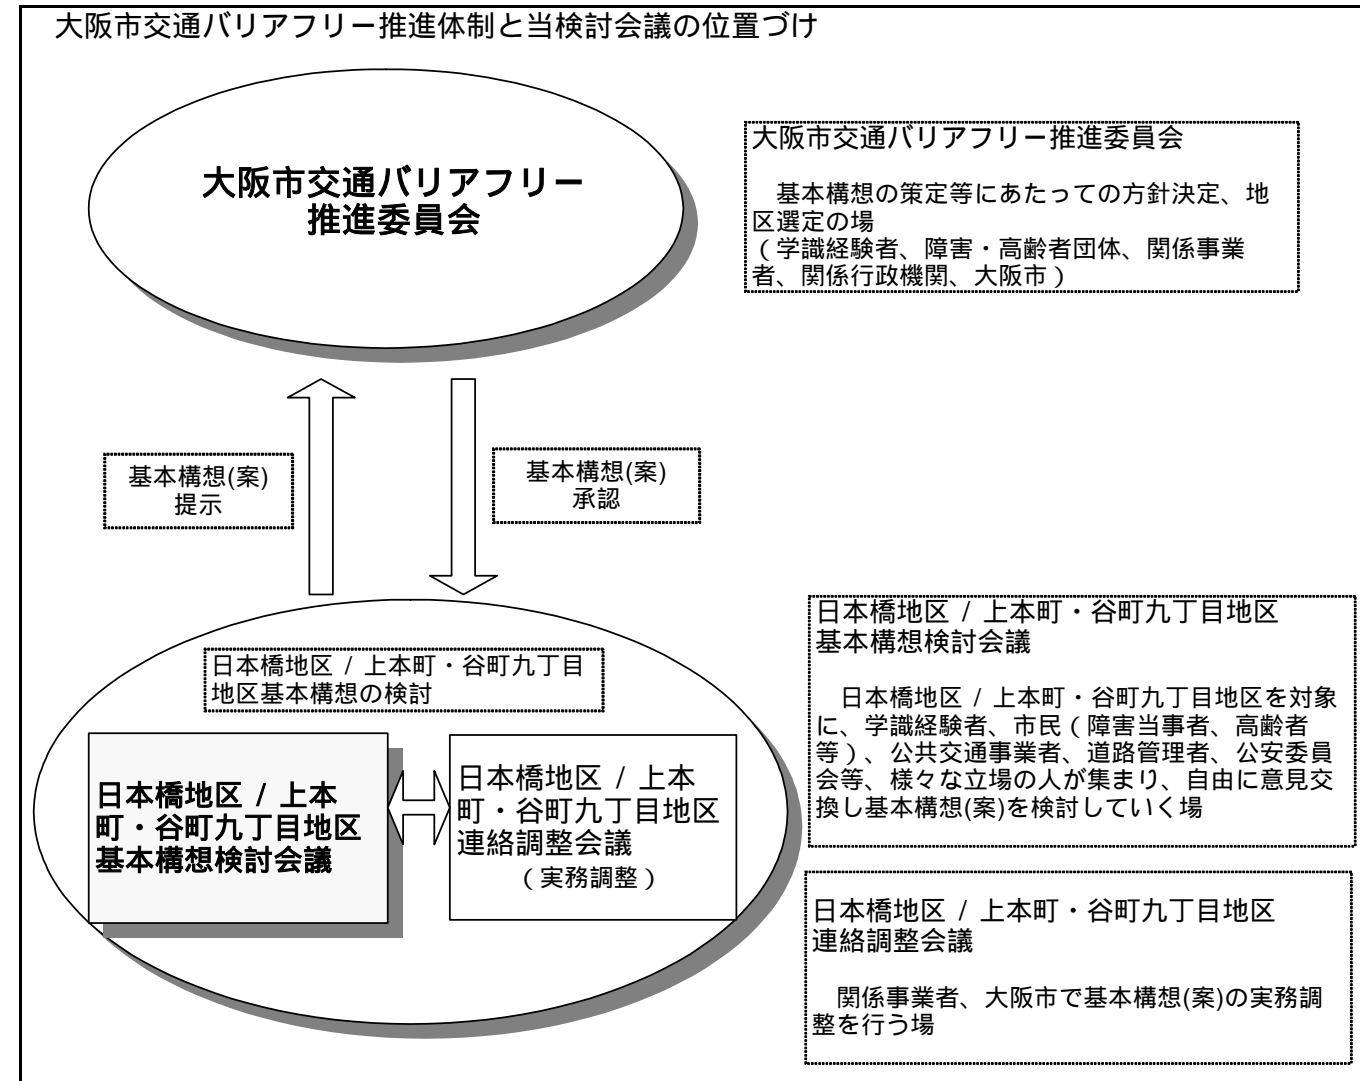 大阪市交通バリアフリー推進体制と当検討会議の位置づけ
大阪市交通バリアフリー
推進委員会
大阪市交通バリアフリー推進委員会
基本構想の策定等にあたっての方針決定、地
区選定の場
（学識経験者、障害・高齢者団体、関係事業
者、関係行政機関、大阪市）
基本構想(案)
提示
基本構想(案)
承認
日本橋地区 / 上本町・谷町九丁目
地区基本構想の検討
日本橋地区 / 上本
町・谷町九丁目地区
基本構想検討会議
日本橋地区 / 上本
町・谷町九丁目地区
連絡調整会議
（実務調整）
日本橋地区 / 上本町・谷町九丁目地区
基本構想検討会議
日本橋地区 / 上本町・谷町九丁目地区を対象
に、学識経験者、市民（障害当事者、高齢者
等）、公共交通事業者、道路管理者、公安委員
会等、様々な立場の人が集まり、自由に意見交
換し基本構想(案)を検討していく場
日本橋地区 / 上本町・谷町九丁目地区
連絡調整会議
関係事業者、大阪市で基本構想(案)の実務調
整を行う場